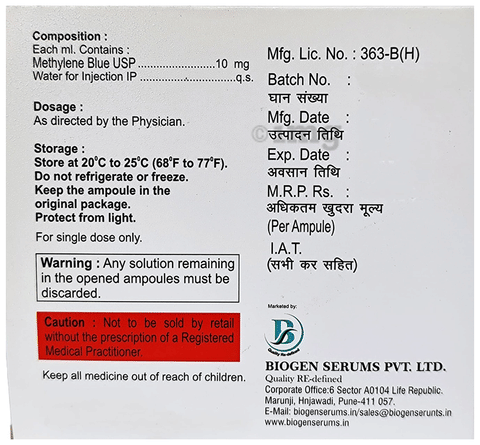 Composition :
Each ml. Contains :
Methylene Blue USP........................10 mg
Water for Injection IP ..............................q.s.
Dosage :
As directed by the Physician.
Storage :
Store at 20°C to 25°C (68°F to 77°F).
Do not refrigerate or freeze.
Keep the ampoule in the
original package.
Protect from light.
For single dose only.
Warning : Any solution remaining
in the opened ampoules must be
discarded.
Caution : Not to be sold by retail
without the prescription of a Registered
Medical Practitioner.
Keep all medicine out of reach of children.
Mfg. Lic. No. : 363-B(H)
Batch No. :
घान संख्या
Mfg. Date :
उत्पादन तिथि
Exp. Date :
अवसान तिथि
M.R.P. Rs. :
अधिकतम खुदरा मूल्य
(Per Ampule)
I.A.T.
(सभी कर सहित)
Marketed by:
B
Quality Re-defined
BIOGEN SERUMS PVT. LTD.
Quality RE-defined
Corporate Office:6 Sector A0104 Life Republic.
Marunji, Hnjawadi, Pune-411 057.
E-Mail: biogenserums.in/sales@biogenserunts.in
www.biogenserums.in